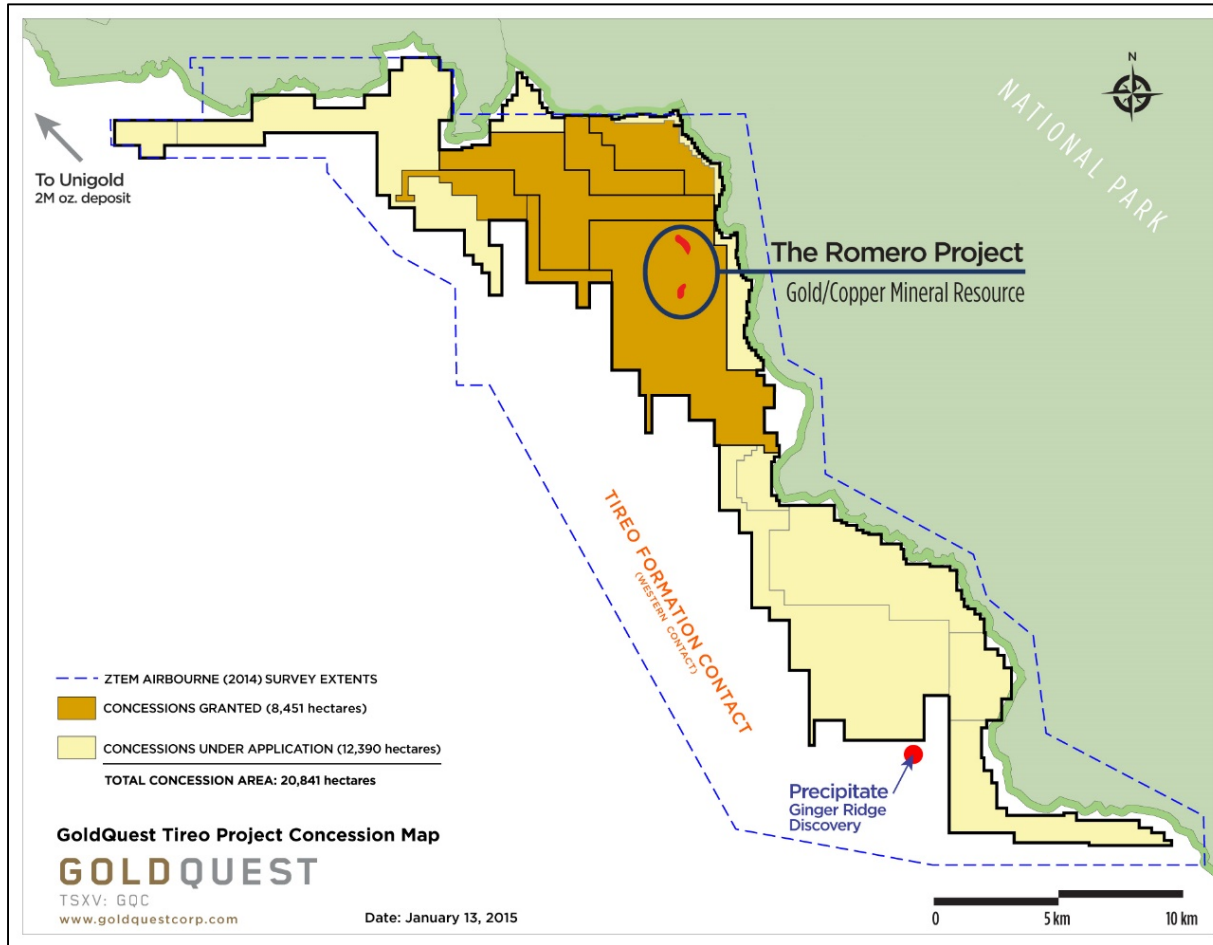 N
NATIONAL PARK
To Unigold
2M oz. deposit
The Romero Project
Gold/Copper Mineral Resource
TIREO FORMATION CONTACT
(WESTERN CONTACT)
ZTEM AIRBOURNE (2014) SURVEY EXTENTS
CONCESSIONS GRANTED (8,451 hectares)
CONCESSIONS UNDER APPLICATION (12,390 hectares)
TOTAL CONCESSION AREA: 20,841 hectares
Precipitate
Ginger Ridge
Discovery
GoldQuest Tireo Project Concession Map
GOLDQUEST
TSXV: GQC
www.goldquestcorp.com
Date: January 13, 2015
0 5 km 10 km